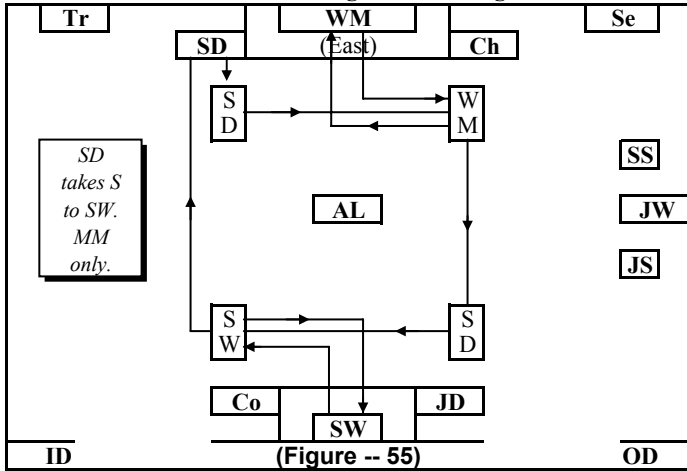 Tr
WM
Se
SD
(East)
Ch
S
D
W
M
SD
takes S
to SW.
MM
only.
SS
AL
JW
JS
S
W
S
D
Co
JD
SW
ID
(Figure -- 55)
OD